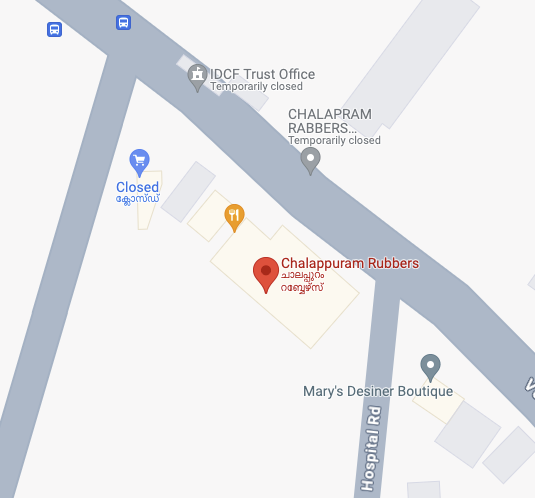 IDCF Trust Office
Temporarily closed
CHALAPRAM
RABBERS...
Temporarily closed
Closed
ക്ലോസ്ഡ്
Chalappuram Rubbers
ചാലപ്പുറം
റബ്ബേഴ്സ്
Mary's Desiner Boutique
Hospital Rd